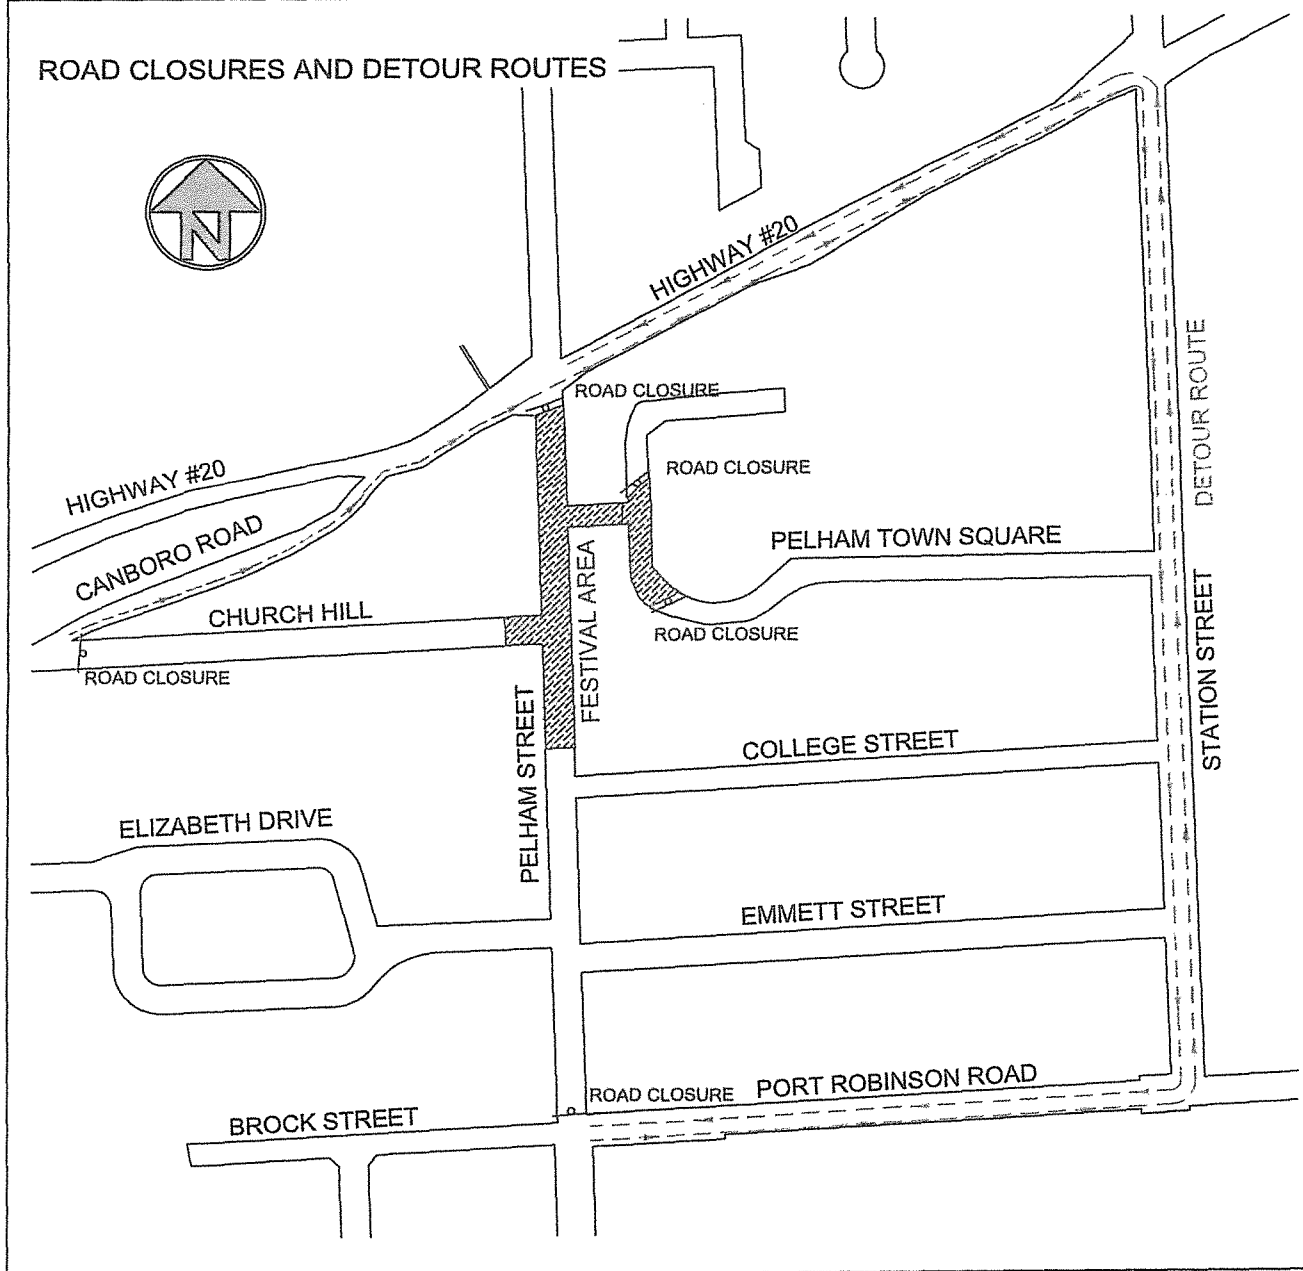 ROAD CLOSURES AND DETOUR ROUTES
N
HIGHWAY #20
ROAD CLOSURE
DETOUR ROUTE
HIGHWAY #20
ROAD CLOSURE
CANBORO ROAD
PELHAM TOWN SQUARE
FESTIVAL AREA
CHURCH HILL
ROAD CLOSURE
STATION STREET
ROAD CLOSURE
PELHAM STREET
COLLEGE STREET
ELIZABETH DRIVE
EMMETT STREET
PORT ROBINSON ROAD
ROAD CLOSURE
BROCK STREET